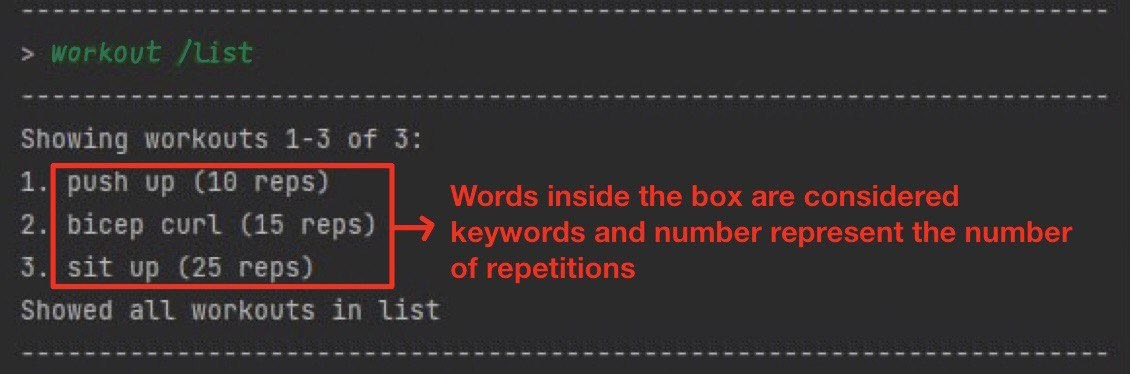 --------------------------------------------------------------------------------
> workout /list
--------------------------------------------------------------------------------
Showing workouts 1-3 of 3:
1. push up (10 reps)
2. bicep curl (15 reps)
3. sit up (25 reps)
Words inside the box are considered
keywords and number represent the number
of repetitions
Showed all workouts in list
--------------------------------------------------------------------------------